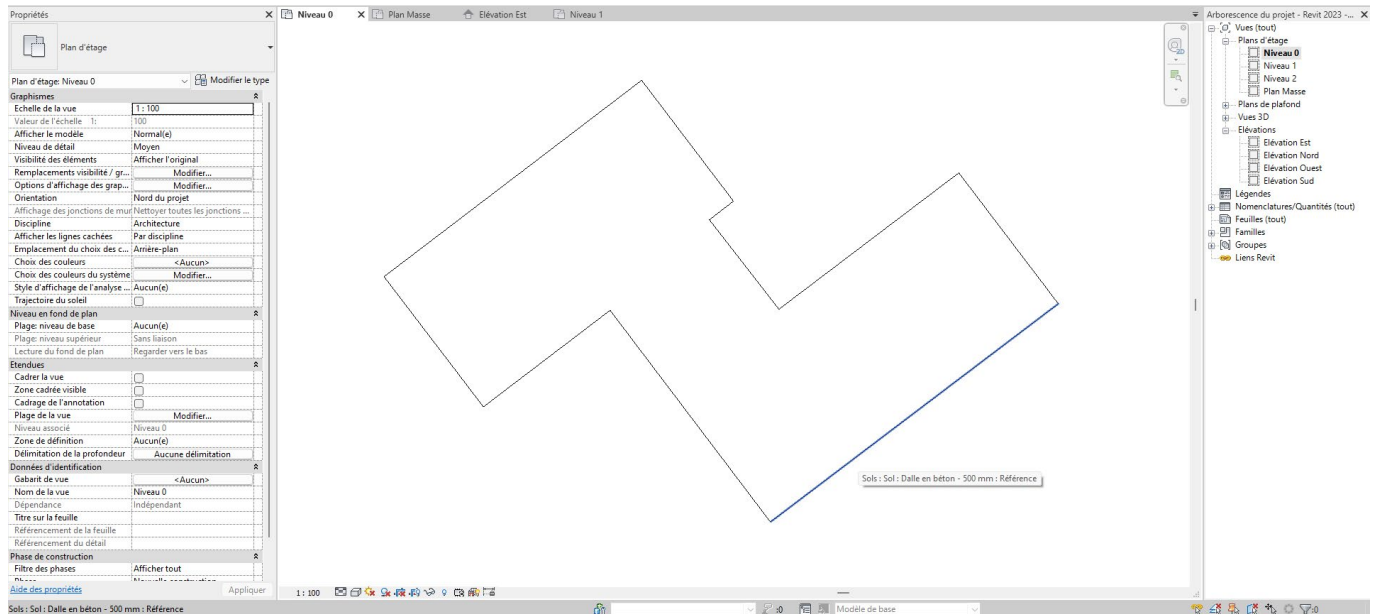 Propriétés
Niveau 0
Plan Masse
Elévation Est
Niveau 1
Arborescence du projet - Revit 2023 -...
Plan d'étage
Plan d'étage: Niveau 0
Modifier le type
Graphismes
Echelle de la vue 1 : 100
Valeur de l'échelle 1: 100
Afficher le modèle Normal(e)
Niveau de détail Moyen
Visibilité des éléments Afficher l'original
Remplacements visibilité / gr... Modifier...
Options d'affichage des grap... Modifier...
Orientation Nord du projet
Affichage des jonctions de mur Nettoyer toutes les jonctions ...
Discipline Architecture
Afficher les lignes cachées Par discipline
Emplacement du choix des c... Arrière-plan
Choix des couleurs <Aucun>
Choix des couleurs du système Modifier...
Style d'affichage de l'analyse ... Aucun(e)
Trajectoire du soleil
Niveau en fond de plan
Plage: niveau de base Aucun(e)
Plage: niveau supérieur Sans liaison
Lecture du fond de plan Regarder vers le bas
Etendues
Cadrer la vue
Zone cadrée visible
Cadrage de l'annotation
Plage de la vue Modifier...
Niveau associé Niveau 0
Zone de définition Aucun(e)
Délimitation de la profondeur Aucune délimitation
Données d'identification
Gabarit de vue <Aucun>
Nom de la vue Niveau 0
Dépendance Indépendant
Titre sur la feuille
Référencement de la feuille
Référencement du détail
Phase de construction
Filtre des phases Afficher tout
Aide des propriétés Appliquer
Sols : Sol : Dalle en béton - 500 mm : Référence
1 : 100
Vues (tout)
Plans d'étage
Niveau 0
Niveau 1
Niveau 2
Plan Masse
Plans de plafond
Vues 3D
Elévations
Elévation Est
Elévation Nord
Elévation Ouest
Elévation Sud
Légendes
Nomenclatures/Quantités (tout)
Feuilles (tout)
Familles
Groupes
Liens Revit
Sols : Sol : Dalle en béton - 500 mm : Référence
:0
Modèle de base
:0